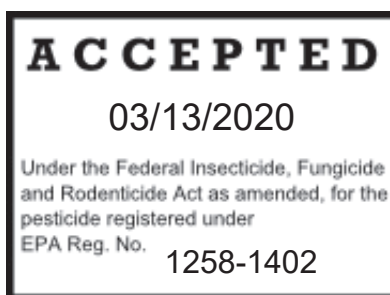 ACCEPTED
03/13/2020
Under the Federal Insecticide, Fungicide
and Rodenticide Act as amended, for the
pesticide registered under
EPA Reg. No. 1258-1402